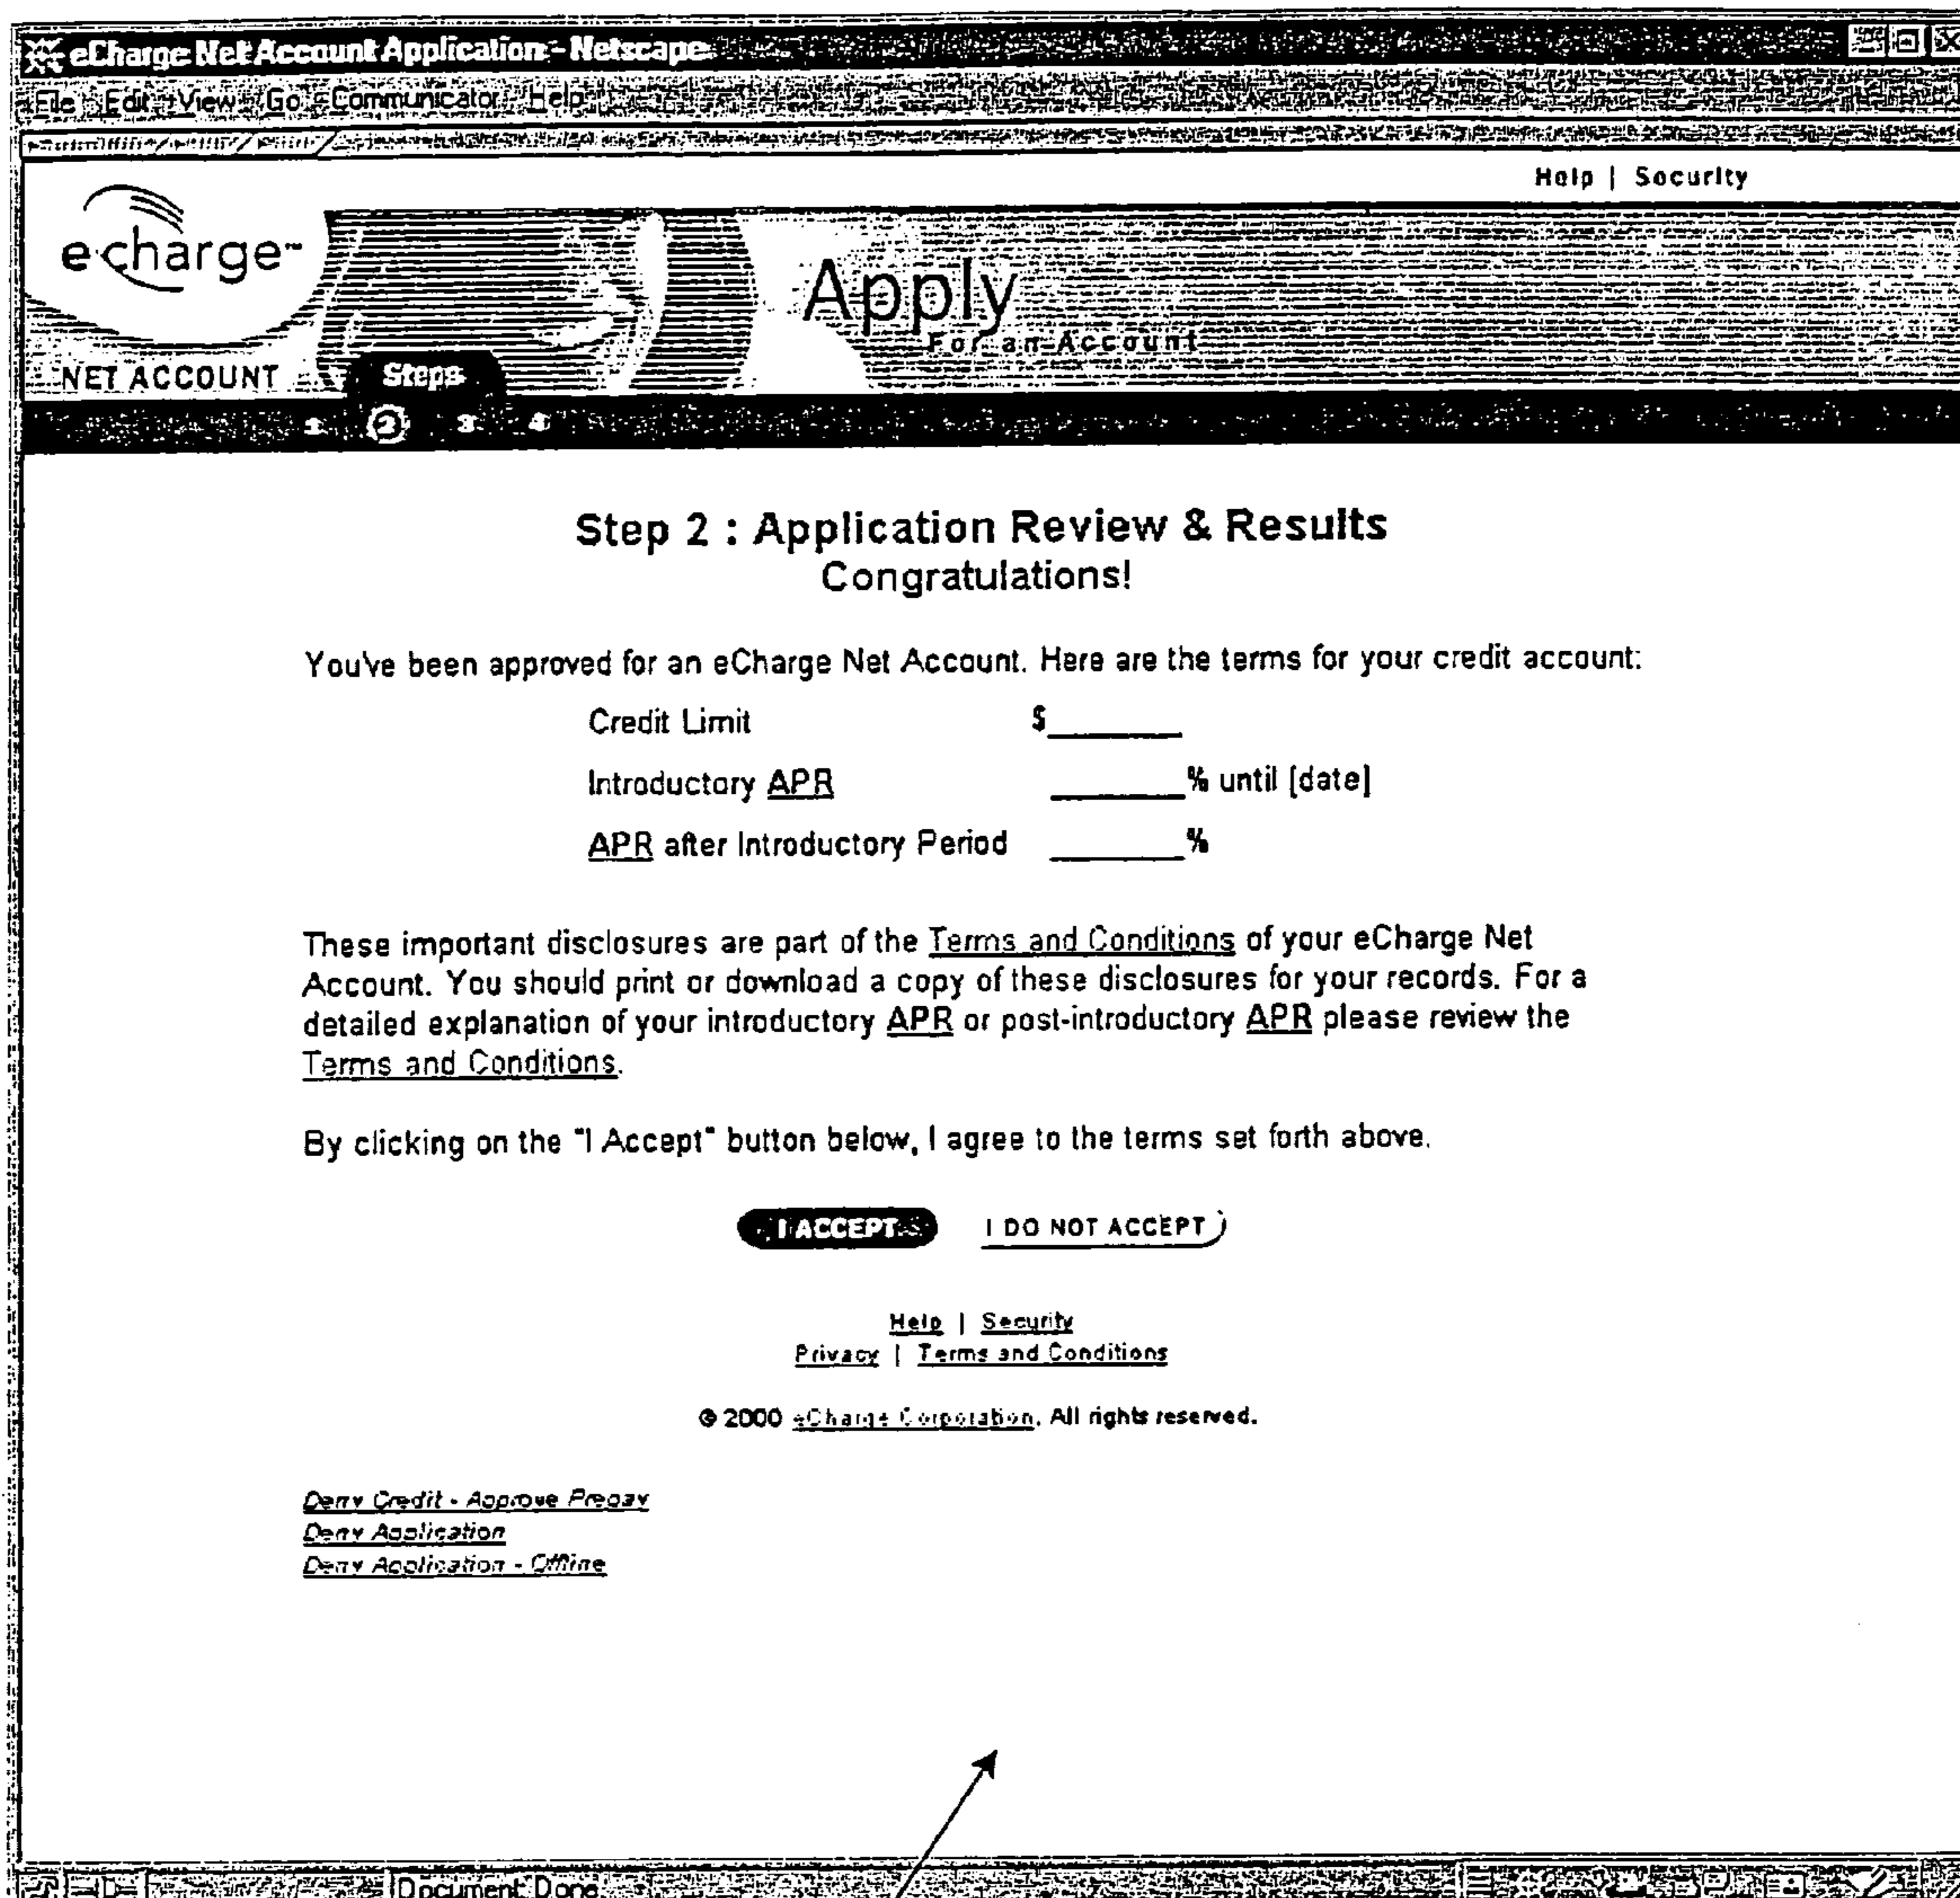 eCharge Net Account Application - Netscape
File Edit View Go Communicator Help
Help | Security
echarge™
Apply
For an Account
NET ACCOUNT
Steps
1 2 3 4
Step 2 : Application Review & Results
Congratulations!
You've been approved for an eCharge Net Account. Here are the terms for your credit account:
Credit Limit $________
Introductory APR ________% until [date]
APR after Introductory Period ________%
These important disclosures are part of the Terms and Conditions of your eCharge Net
Account. You should print or download a copy of these disclosures for your records. For a
detailed explanation of your introductory APR or post-introductory APR please review the
Terms and Conditions.
By clicking on the "I Accept" button below, I agree to the terms set forth above.
I ACCEPT I DO NOT ACCEPT
Help | Security
Privacy | Terms and Conditions
© 2000 eCharge Corporation. All rights reserved.
Deny Credit - Approve Prepay
Deny Application
Deny Application - Offline
Document: Done